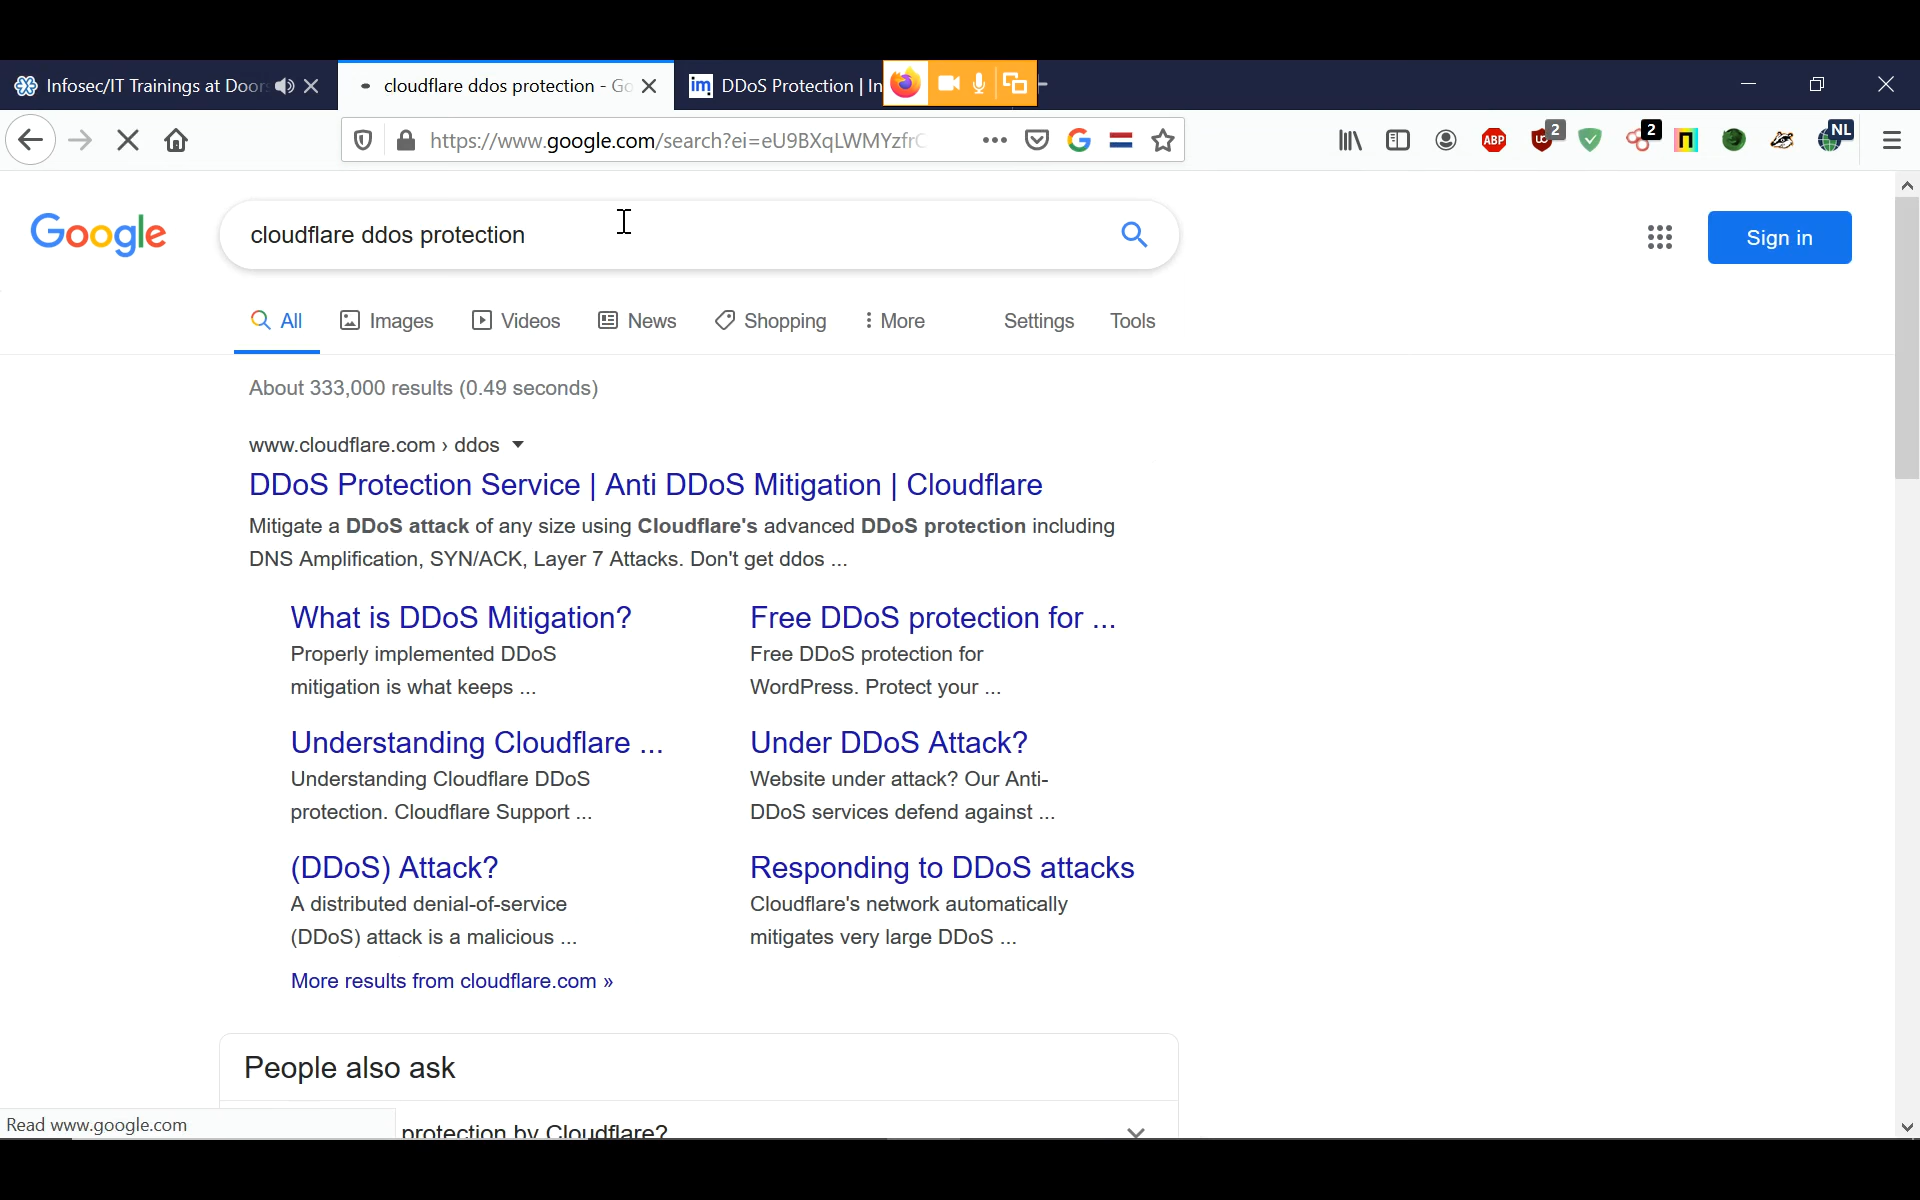 Infosec/IT Trainings at Door
cloudflare ddos protection - Go
im DDoS Protection | In
https://www.google.com/search?ei=eU9BXqLWMYzfrC
ABP
2
2
NL
Google
cloudflare ddos protection
Sign in
All Images Videos News Shopping More Settings Tools
About 333,000 results (0.49 seconds)
www.cloudflare.com › ddos
DDoS Protection Service | Anti DDoS Mitigation | Cloudflare
Mitigate a DDoS attack of any size using Cloudflare's advanced DDoS protection including
DNS Amplification, SYN/ACK, Layer 7 Attacks. Don't get ddos ...
What is DDoS Mitigation?
Properly implemented DDoS
mitigation is what keeps ...
Free DDoS protection for ...
Free DDoS protection for
WordPress. Protect your ...
Understanding Cloudflare ...
Understanding Cloudflare DDoS
protection. Cloudflare Support ...
Under DDoS Attack?
Website under attack? Our Anti-
DDoS services defend against ...
(DDoS) Attack?
A distributed denial-of-service
(DDoS) attack is a malicious ...
Responding to DDoS attacks
Cloudflare's network automatically
mitigates very large DDoS ...
More results from cloudflare.com »
People also ask
protection by Cloudflare?
Read www.google.com